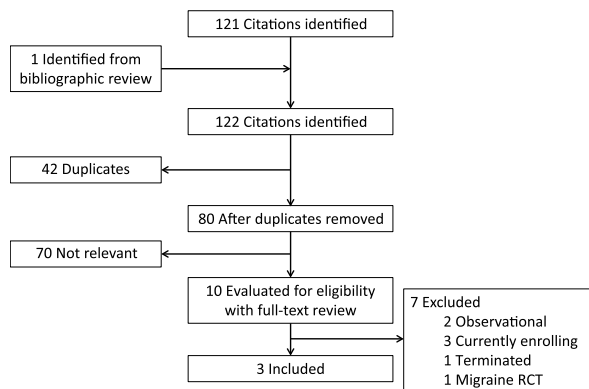 121 Citations identified
1 Identified from
bibliographic review
122 Citations identified
42 Duplicates
80 After duplicates removed
70 Not relevant
10 Evaluated for eligibility
with full-text review
7 Excluded
2 Observational
3 Currently enrolling
1 Terminated
1 Migraine RCT
3 Included